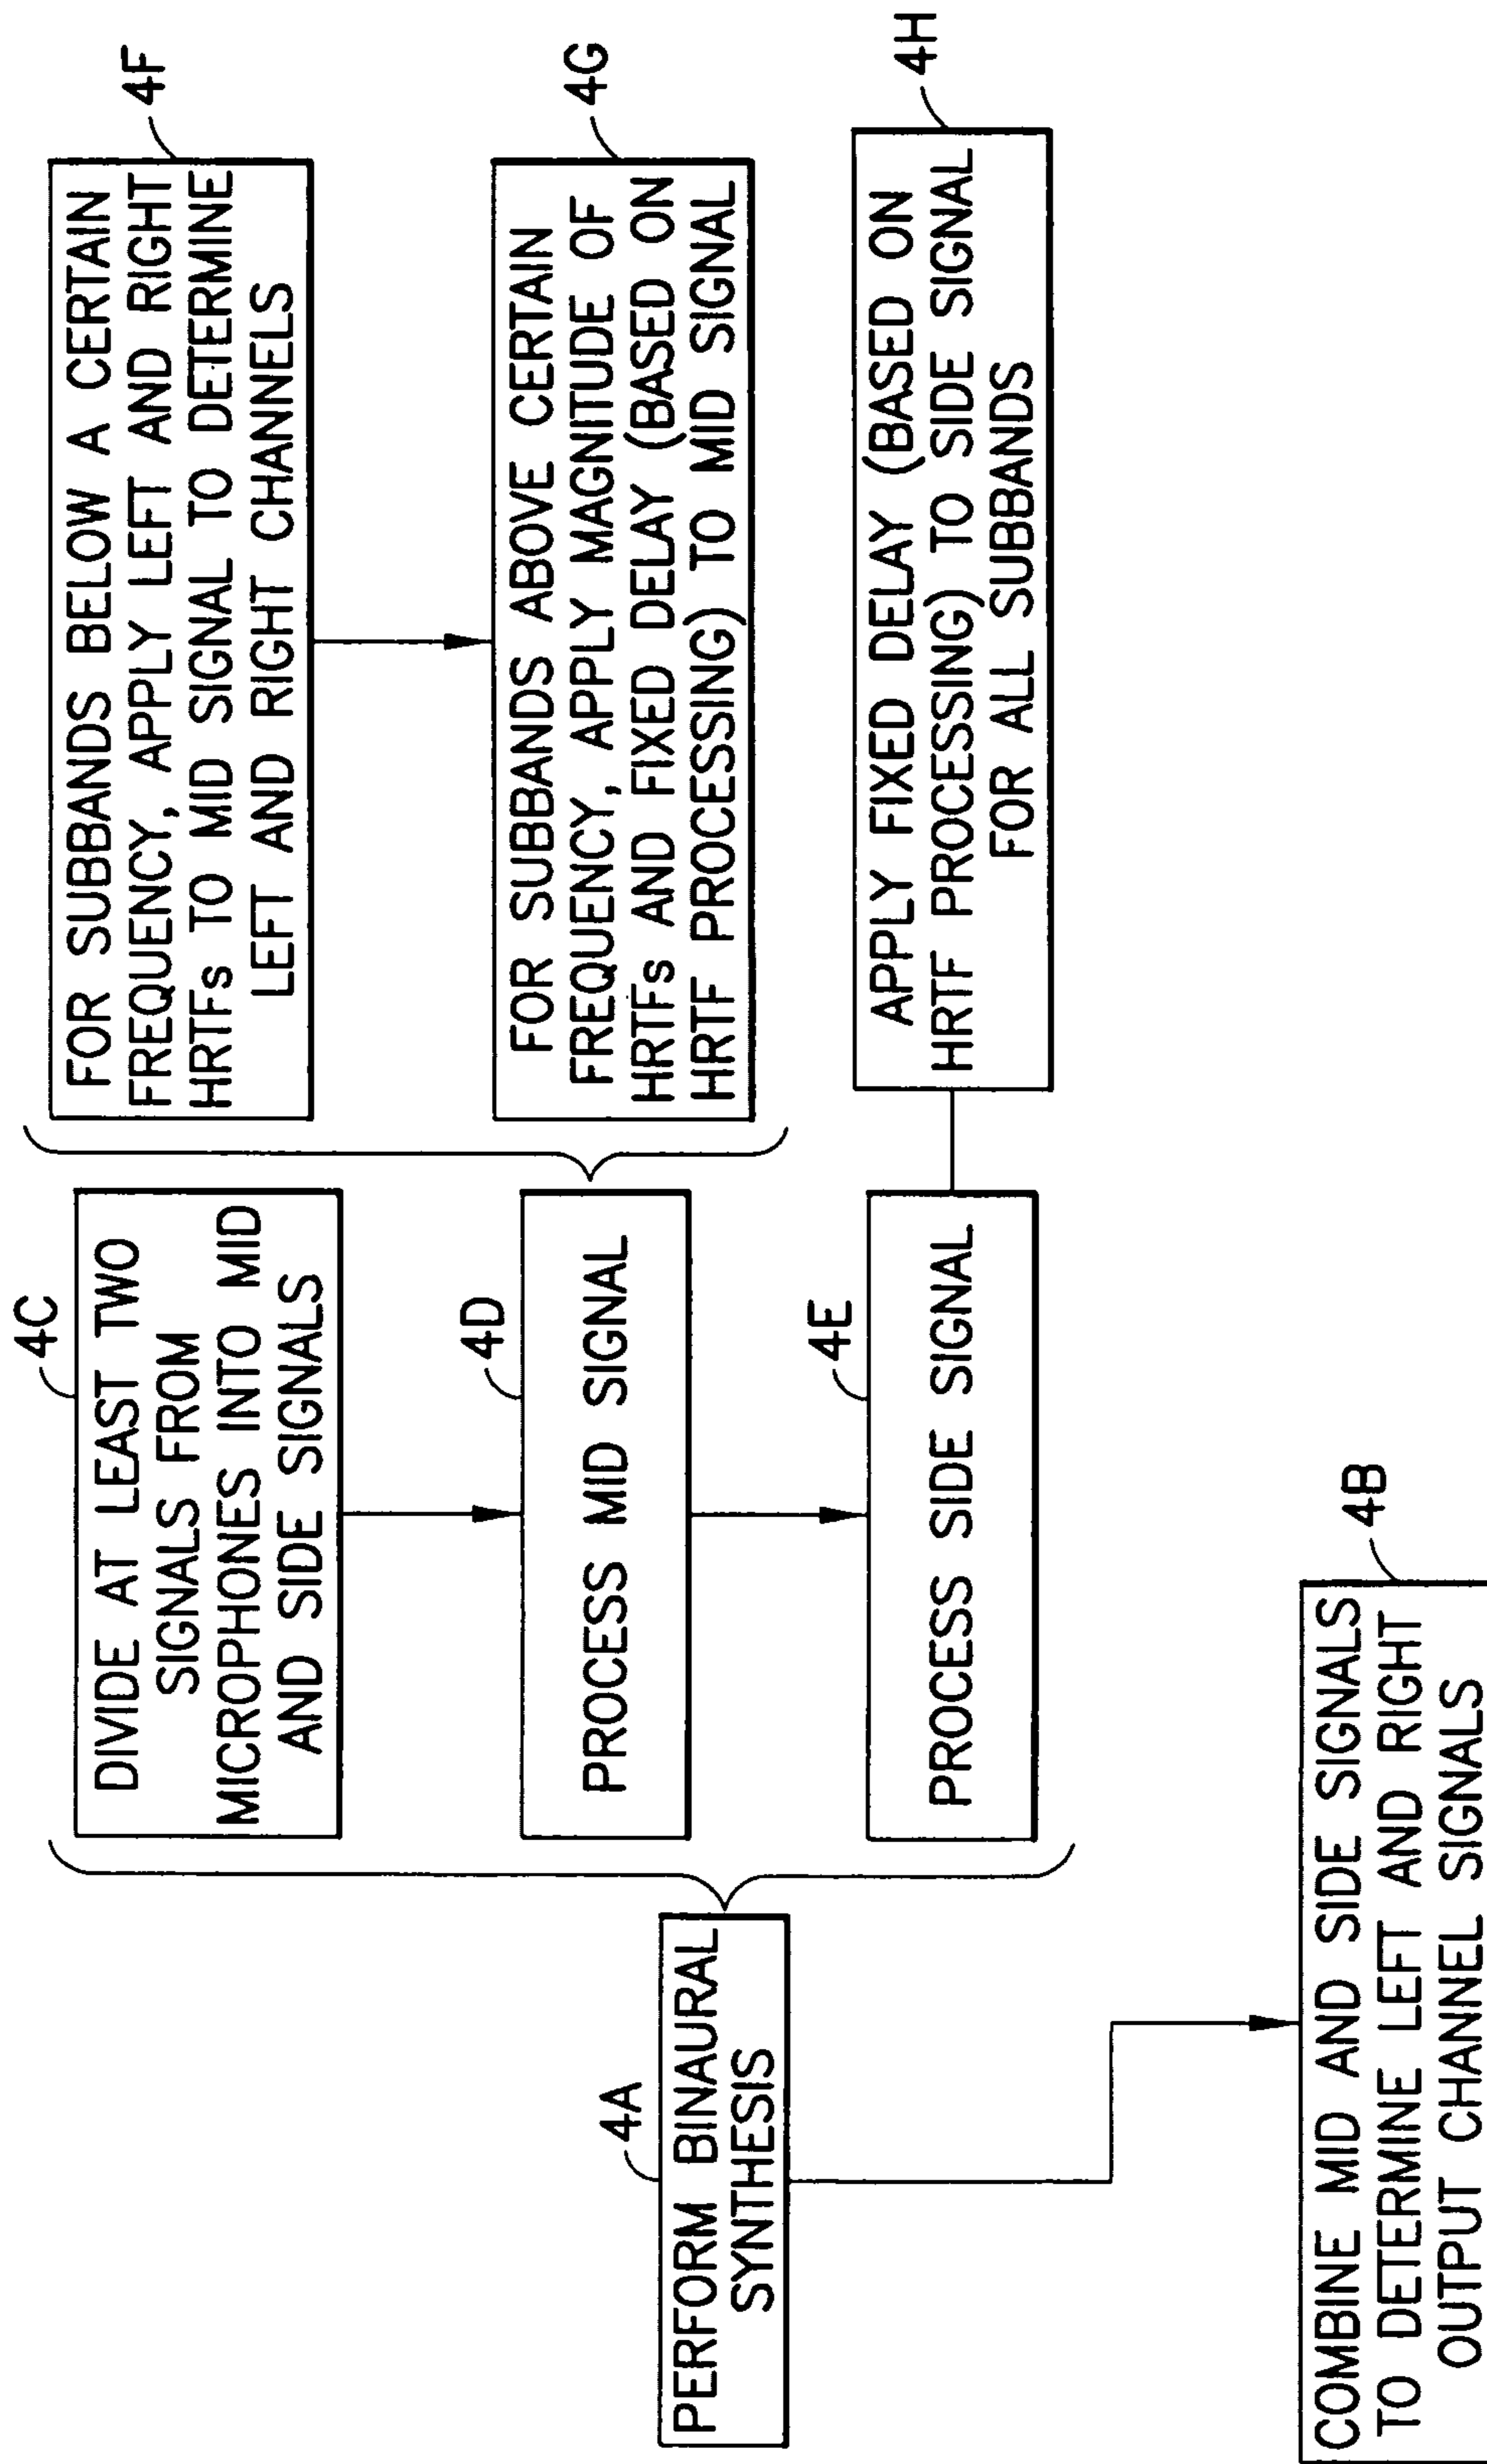 4A
PERFORM BINAURAL
SYNTHESIS
4C
DIVIDE AT LEAST TWO
SIGNALS FROM
MICROPHONES INTO MID
AND SIDE SIGNALS
4D
PROCESS MID SIGNAL
4E
PROCESS SIDE SIGNAL
4F
FOR SUBBANDS BELOW A CERTAIN
FREQUENCY, APPLY LEFT AND RIGHT
HRTFs TO MID SIGNAL TO DETERMINE
LEFT AND RIGHT CHANNELS
4G
FOR SUBBANDS ABOVE CERTAIN
FREQUENCY, APPLY MAGNITUDE OF
HRTFs AND FIXED DELAY (BASED ON
HRTF PROCESSING) TO MID SIGNAL
4H
APPLY FIXED DELAY (BASED ON
HRTF PROCESSING) TO SIDE SIGNAL
FOR ALL SUBBANDS
4B
COMBINE MID AND SIDE SIGNALS
TO DETERMINE LEFT AND RIGHT
OUTPUT CHANNEL SIGNALS